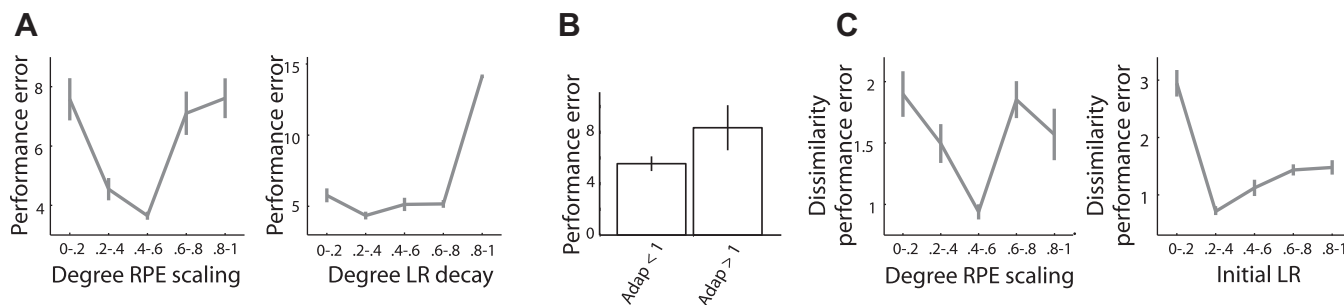 A
Performance error
8
6
4
0-.2 .2-.4 .4-.6 .6-.8 .8-1
Degree RPE scaling
Performance error
15
10
5
0-.2 .2-.4 .4-.6 .6-.8 .8-1
Degree LR decay
B
Performance error
8
4
0
Adap < 1
Adap > 1
C
Dissimilarity
performance error
2
1.5
1
0-.2 .2-.4 .4-.6 .6-.8 .8-1
Degree RPE scaling
Dissimilarity
performance error
3
2
1
0-.2 .2-.4 .4-.6 .6-.8 .8-1
Initial LR